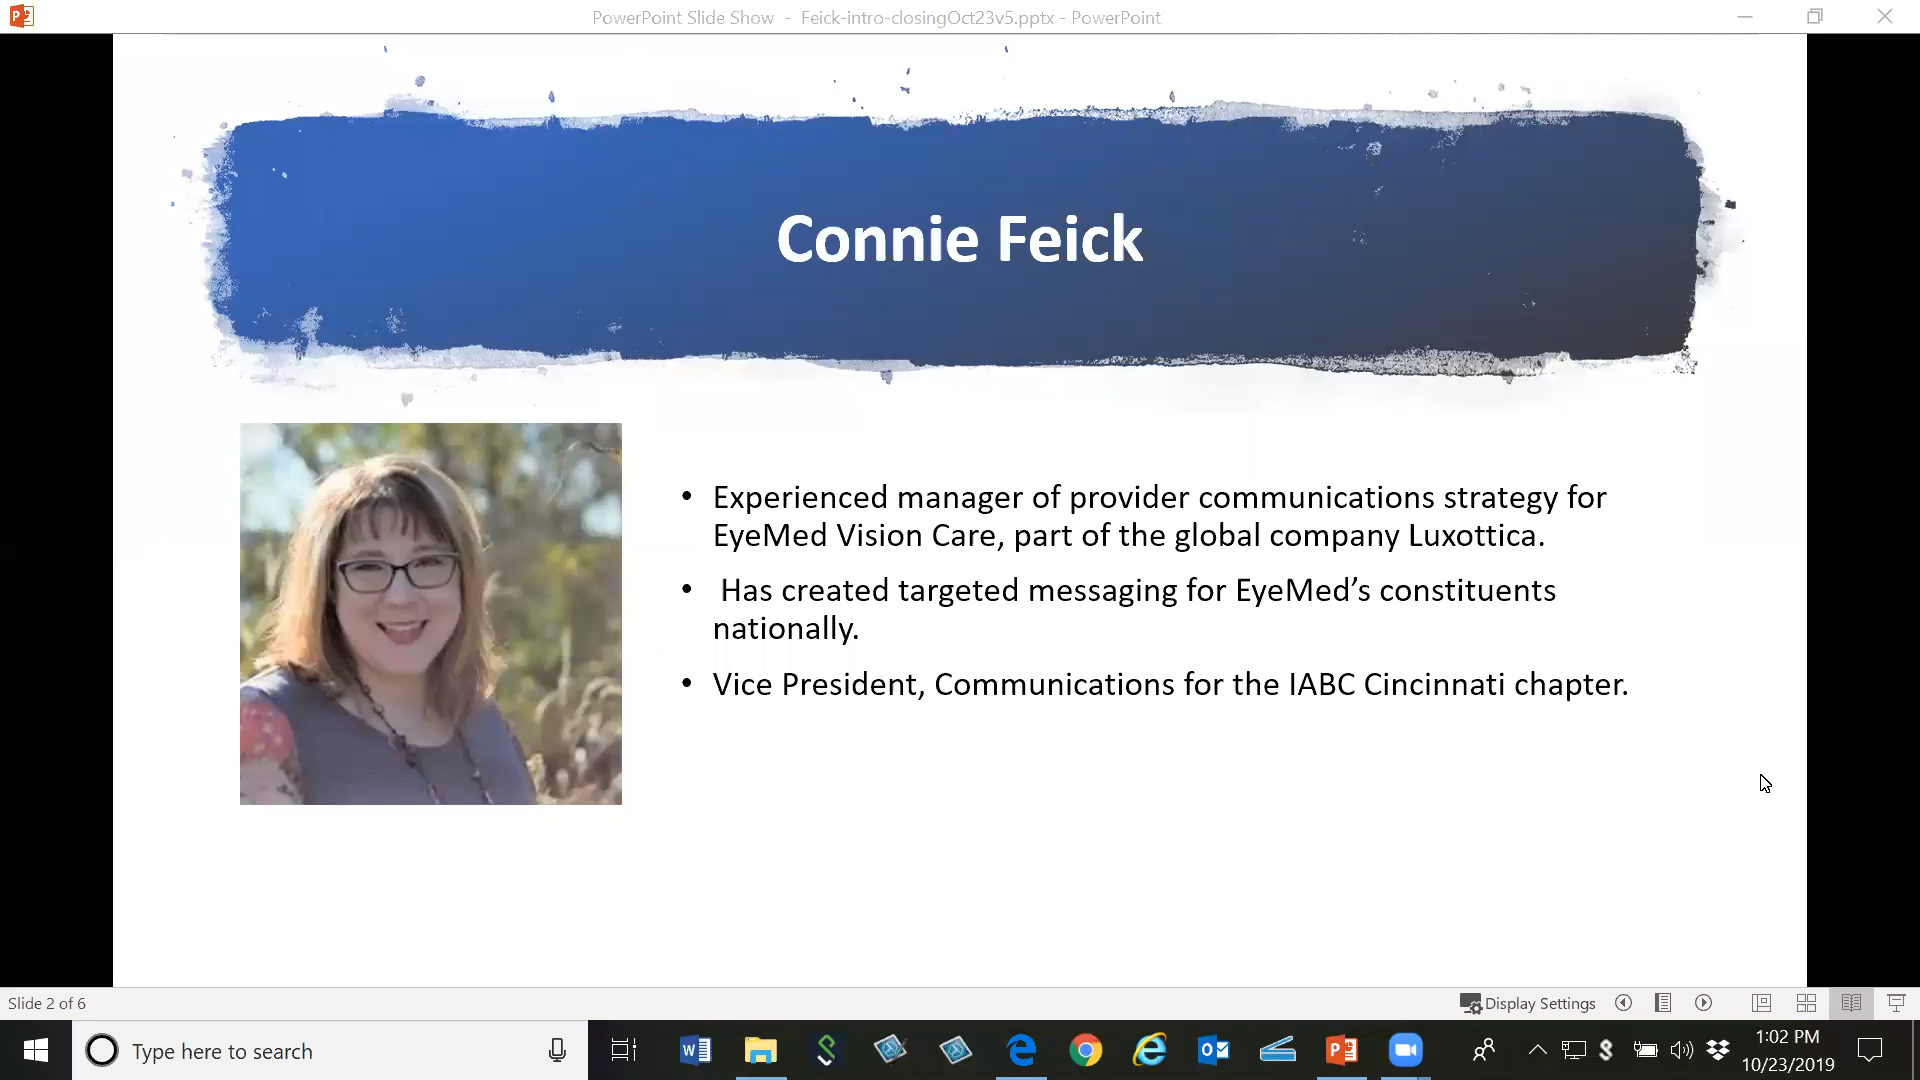 PowerPoint Slide Show - Feick-intro-closingOct23v5.pptx - PowerPoint
Connie Feick
• Experienced manager of provider communications strategy for
EyeMed Vision Care, part of the global company Luxottica.
• Has created targeted messaging for EyeMed’s constituents
nationally.
• Vice President, Communications for the IABC Cincinnati chapter.
Slide 2 of 6
Display Settings
Type here to search
1:02 PM
10/23/2019